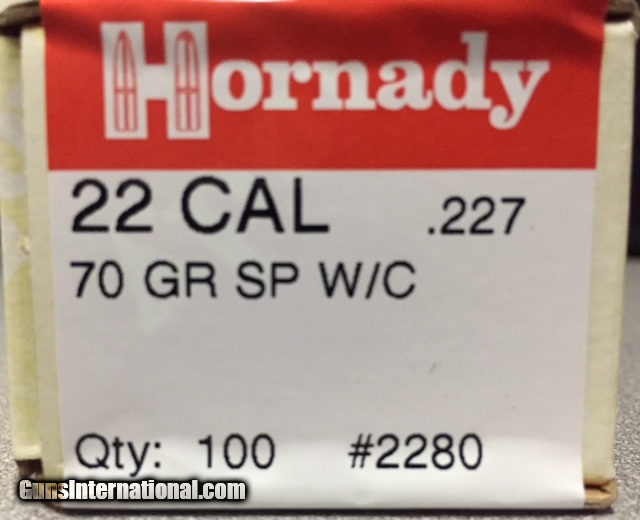 Hornady
22 CAL .227
70 GR SP W/C
Qty: 100 #2280
GunsInternational.com